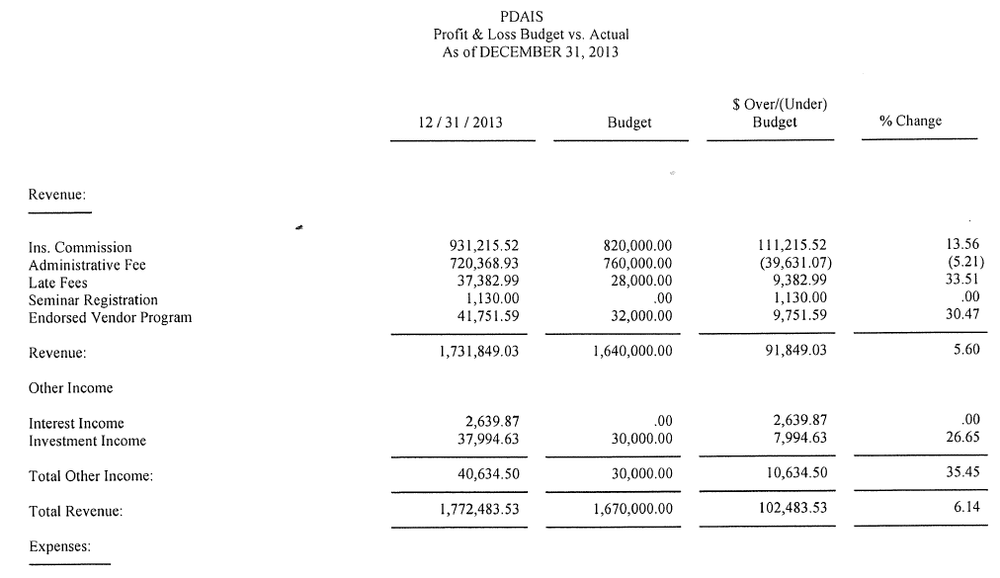 PDAIS
Profit & Loss Budget vs. Actual
As of DECEMBER 31, 2013
12 / 31 / 2013 Budget $ Over/(Under) Budget % Change
Revenue:
Ins. Commission 931,215.52 820,000.00 111,215.52 13.56
Administrative Fee 720,368.93 760,000.00 (39,631.07) (5.21)
Late Fees 37,382.99 28,000.00 9,382.99 33.51
Seminar Registration 1,130.00 .00 1,130.00 .00
Endorsed Vendor Program 41,751.59 32,000.00 9,751.59 30.47
Revenue: 1,731,849.03 1,640,000.00 91,849.03 5.60
Other Income
Interest Income 2,639.87 .00 2,639.87 .00
Investment Income 37,994.63 30,000.00 7,994.63 26.65
Total Other Income: 40,634.50 30,000.00 10,634.50 35.45
Total Revenue: 1,772,483.53 1,670,000.00 102,483.53 6.14
Expenses: